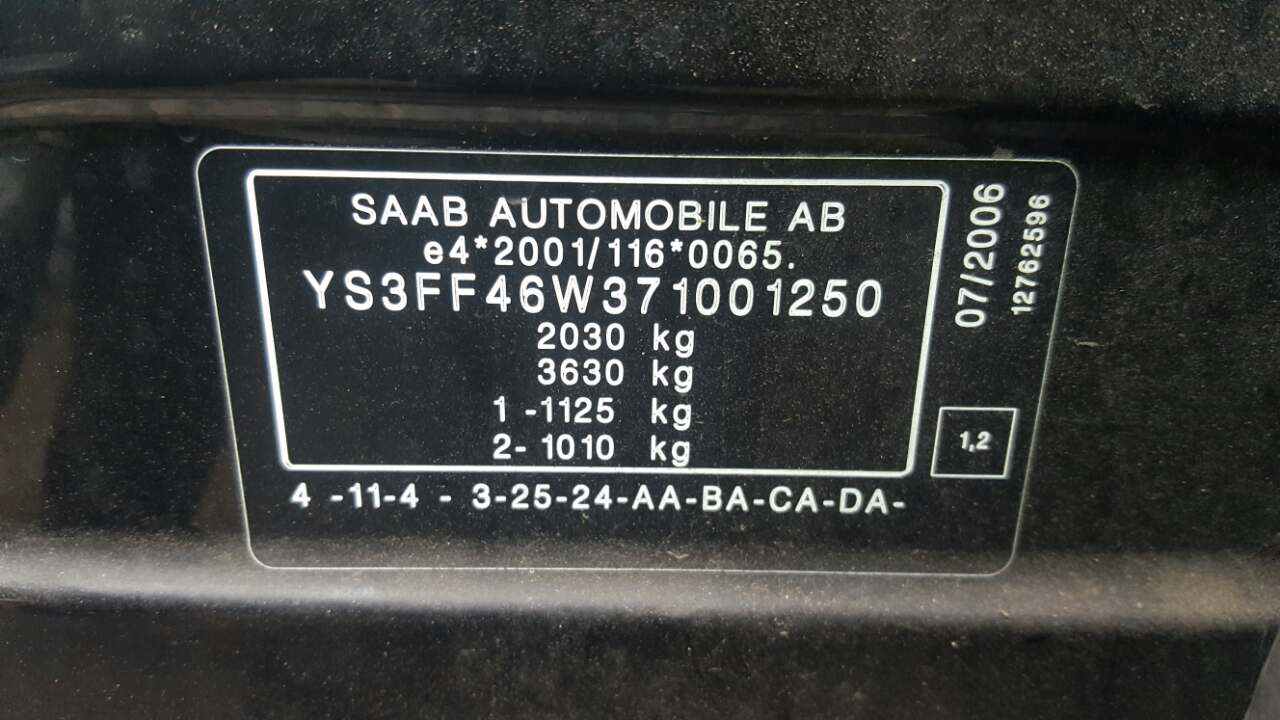 SAAB AUTOMOBILE AB
e4*2001/116*0065.
YS3FF46W371001250
2030 kg
3630 kg
1 -1125 kg
2- 1010 kg
4 -11-4 - 3-25-24-AA-BA-CA-DA-
07/2006
12762596
1,2